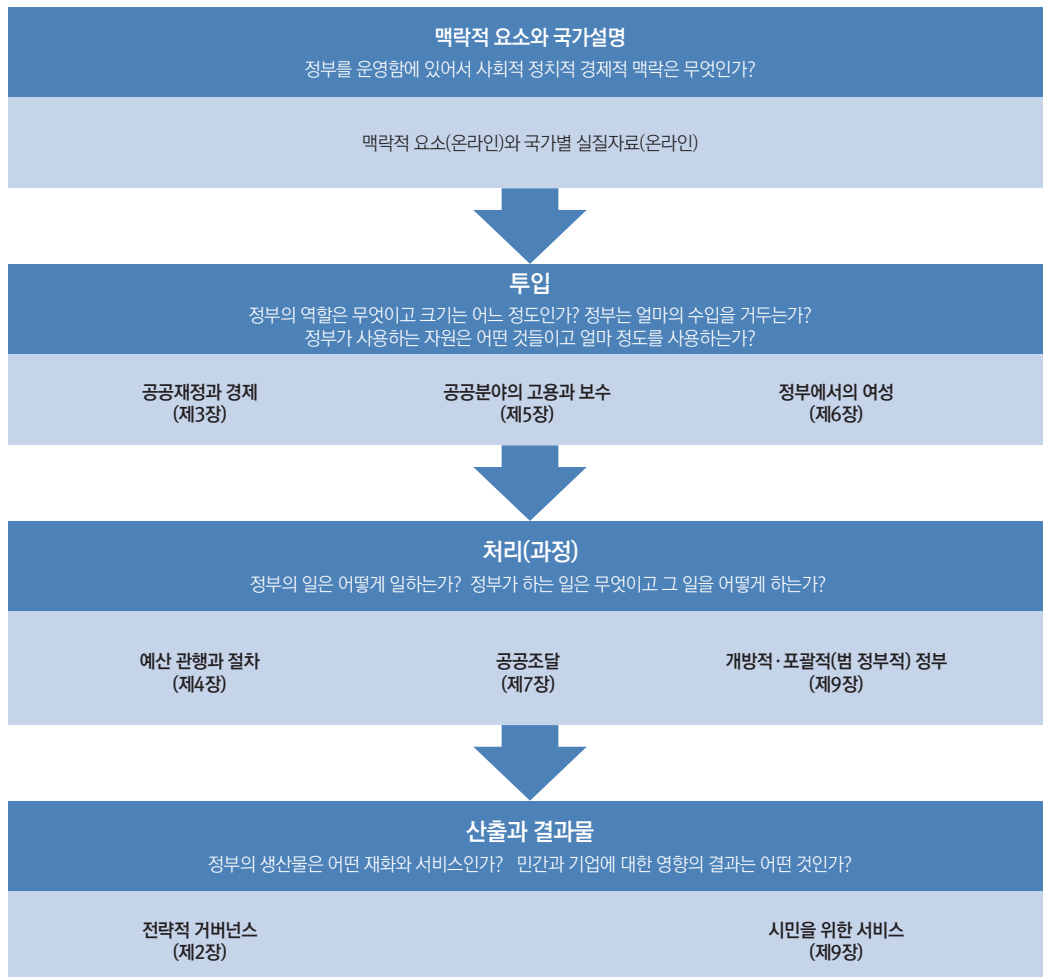 맥락적 요소와 국가설명
정부를 운영함에 있어서 사회적 정치적 경제적 맥락은 무엇인가?
맥락적 요소(온라인)와 국가별 실질자료(온라인)
투입
정부의 역할은 무엇이고 크기는 어느 정도인가? 정부는 얼마의 수입을 거두는가?
정부가 사용하는 자원은 어떤 것들이고 얼마 정도를 사용하는가?
공공재정과 경제
(제3장)
공공분야의 고용과 보수
(제5장)
정부에서의 여성
(제6장)
처리(과정)
정부의 일은 어떻게 일하는가? 정부가 하는 일은 무엇이고 그 일을 어떻게 하는가?
예산 관행과 절차
(제4장)
공공조달
(제7장)
개방적·포괄적(범 정부적) 정부
(제9장)
산출과 결과물
정부의 생산물은 어떤 재화와 서비스인가? 민간과 기업에 대한 영향의 결과는 어떤 것인가?
전략적 거버넌스
(제2장)
시민을 위한 서비스
(제9장)